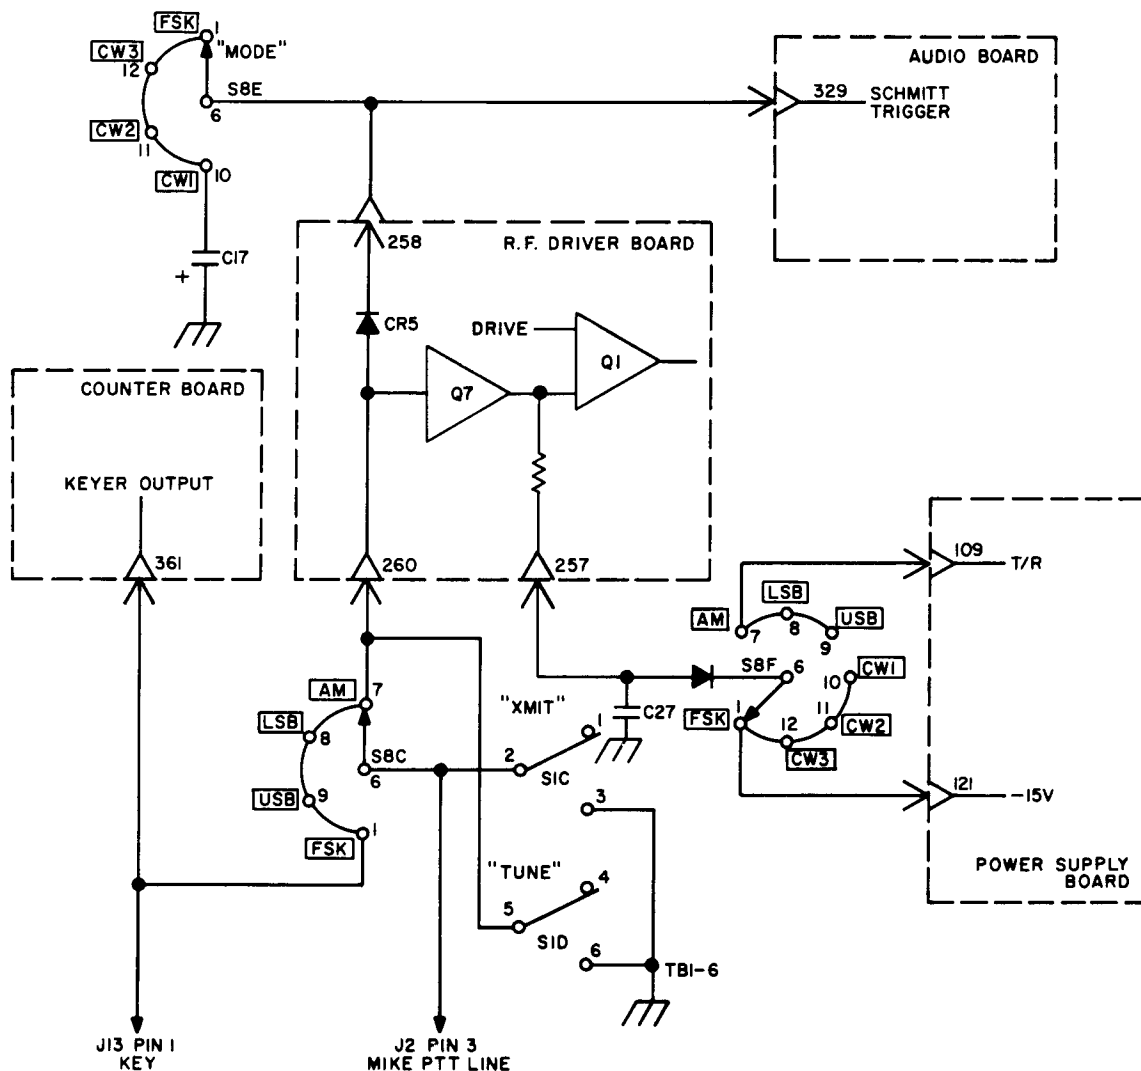 FSK
1
"MODE"
CW3
12
S8E
6
CW2
11
CW1
10
C17
+
AUDIO BOARD
329
SCHMITT
TRIGGER
258
R.F. DRIVER BOARD
CR5
DRIVE
Q1
Q7
COUNTER BOARD
KEYER OUTPUT
361
260
257
109
T/R
LSB
AM
7
8
USB
9
S8F
6
10
CW1
1
FSK
12
11
CW2
CW3
121
-15V
POWER SUPPLY
BOARD
AM
7
LSB
8
S8C
6
USB
9
1
FSK
"XMIT"
1
2
S1C
3
C27
"TUNE"
4
5
S1D
6
TB1-6
J13 PIN 1
KEY
J2 PIN 3
MIKE PTT LINE